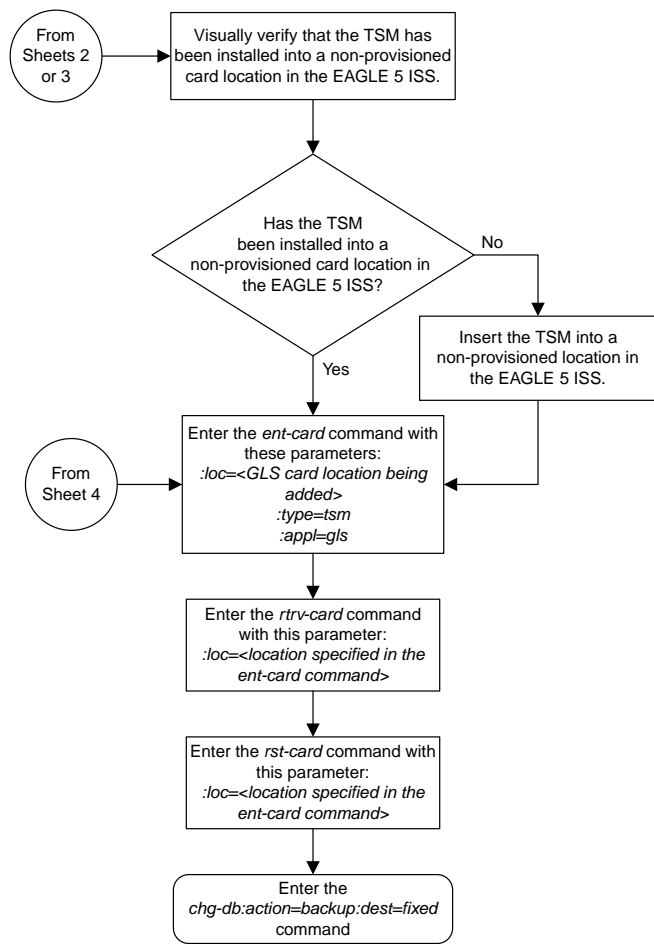 From
Sheets 2
or 3
Visually verify that the TSM has
been installed into a non-provisioned
card location in the EAGLE 5 ISS.
Has the TSM
been installed into a
non-provisioned card location in
the EAGLE 5 ISS?
No
Insert the TSM into a
non-provisioned location in
the EAGLE 5 ISS.
Yes
From
Sheet 4
Enter the ent-card command with
these parameters:
:loc=<GLS card location being
added>
:type=tsm
:appl=gls
Enter the rtrv-card command
with this parameter:
:loc=<location specified in the
ent-card command>
Enter the rst-card command with
this parameter:
:loc=<location specified in the
ent-card command>
Enter the
chg-db:action=backup:dest=fixed
command